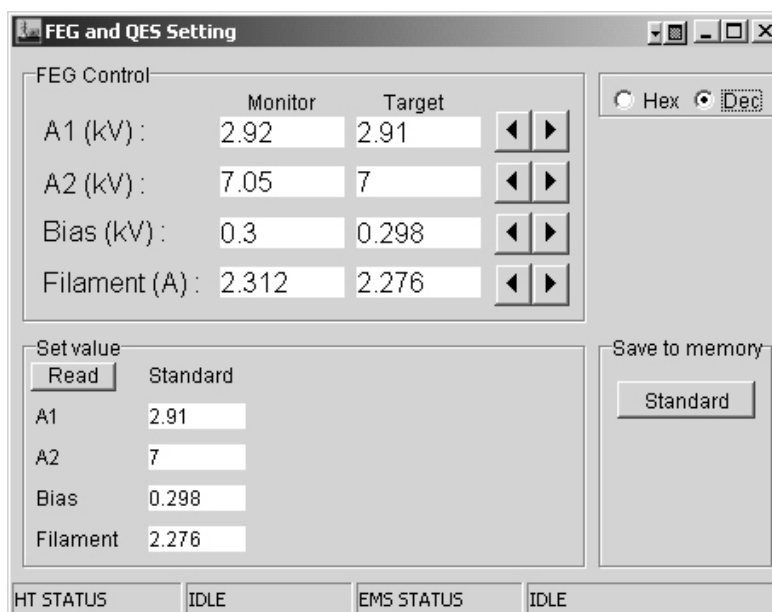 FEG and QES Setting
FEG Control
Monitor Target
A1 (kV) : 2.92 2.91
A2 (kV) : 7.05 7
Bias (kV) : 0.3 0.298
Filament (A) : 2.312 2.276
Hex Dec
Set value
Read Standard
A1 2.91
A2 7
Bias 0.298
Filament 2.276
Save to memory
Standard
HT STATUS IDLE EMS STATUS IDLE